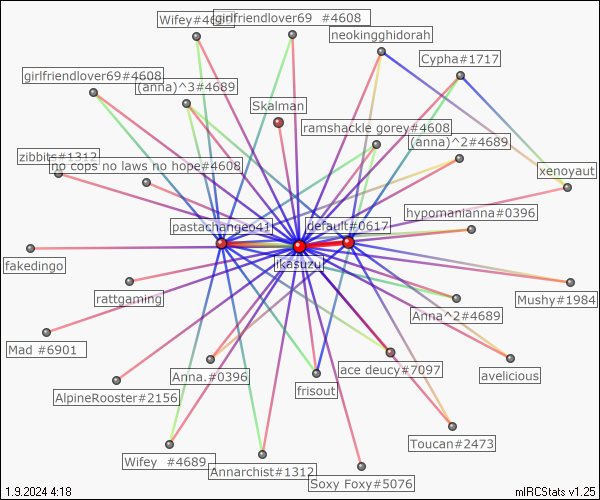 Wifey#4689
girlfriendlover69 #4608
neokingghidorah
Cypha#1717
girlfriendlover69#4608
(anna)^3#4689
Skalman
ramshackle gorey#4608
(anna)^2#4689
zibbits#1312
no cops no laws no hope#4608
xenoyaut
pastachangeo41
default#0617
hypomanianna#0396
fakedingo
ikasuzu
rattgaming
Anna^2#4689
Mushy#1984
Mad #6901
Anna.#0396
ace deucy#7097
avelicious
AlpineRooster#2156
frisout
Toucan#2473
Wifey #4689
Annarchist#1312
Soxy Foxy#5076
1.9.2024 4:18
mIRCStats v1.25